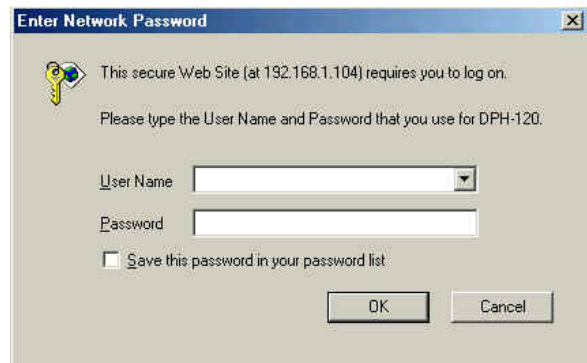 Enter Network Password
This secure Web Site (at 192.168.1.104) requires you to log on.
Please type the User Name and Password that you use for DPH-120.
User Name
Password
Save this password in your password list
OK Cancel